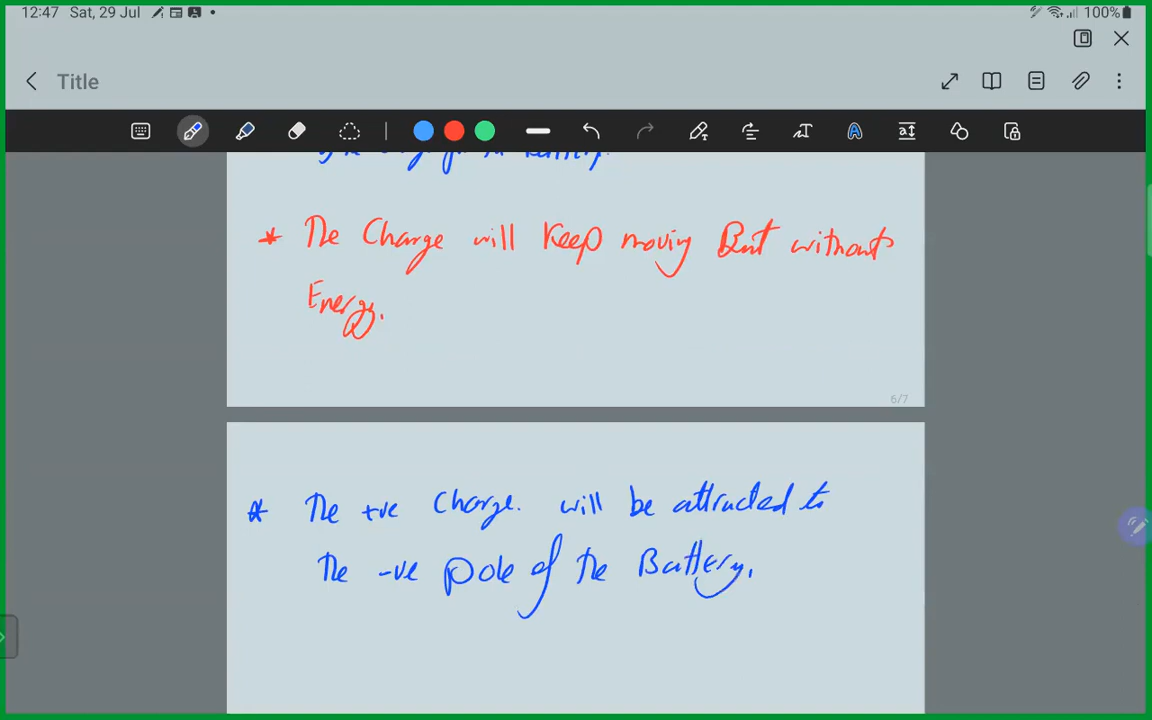 12:47 Sat, 29 Jul
100%
Title
* The Charge will Keep moving But without
Energy.
6/7
* The +ve Charge. will be attracted to
the -ve pole of the Battery.